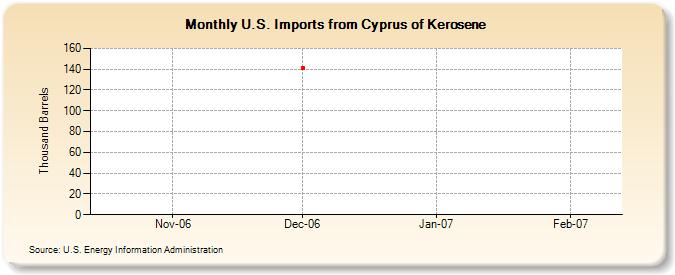 Monthly U.S. Imports from Cyprus of Kerosene
Thousand Barrels
160
140
120
100
80
60
40
20
0
Nov-06 Dec-06 Jan-07 Feb-07
Source: U.S. Energy Information Administration